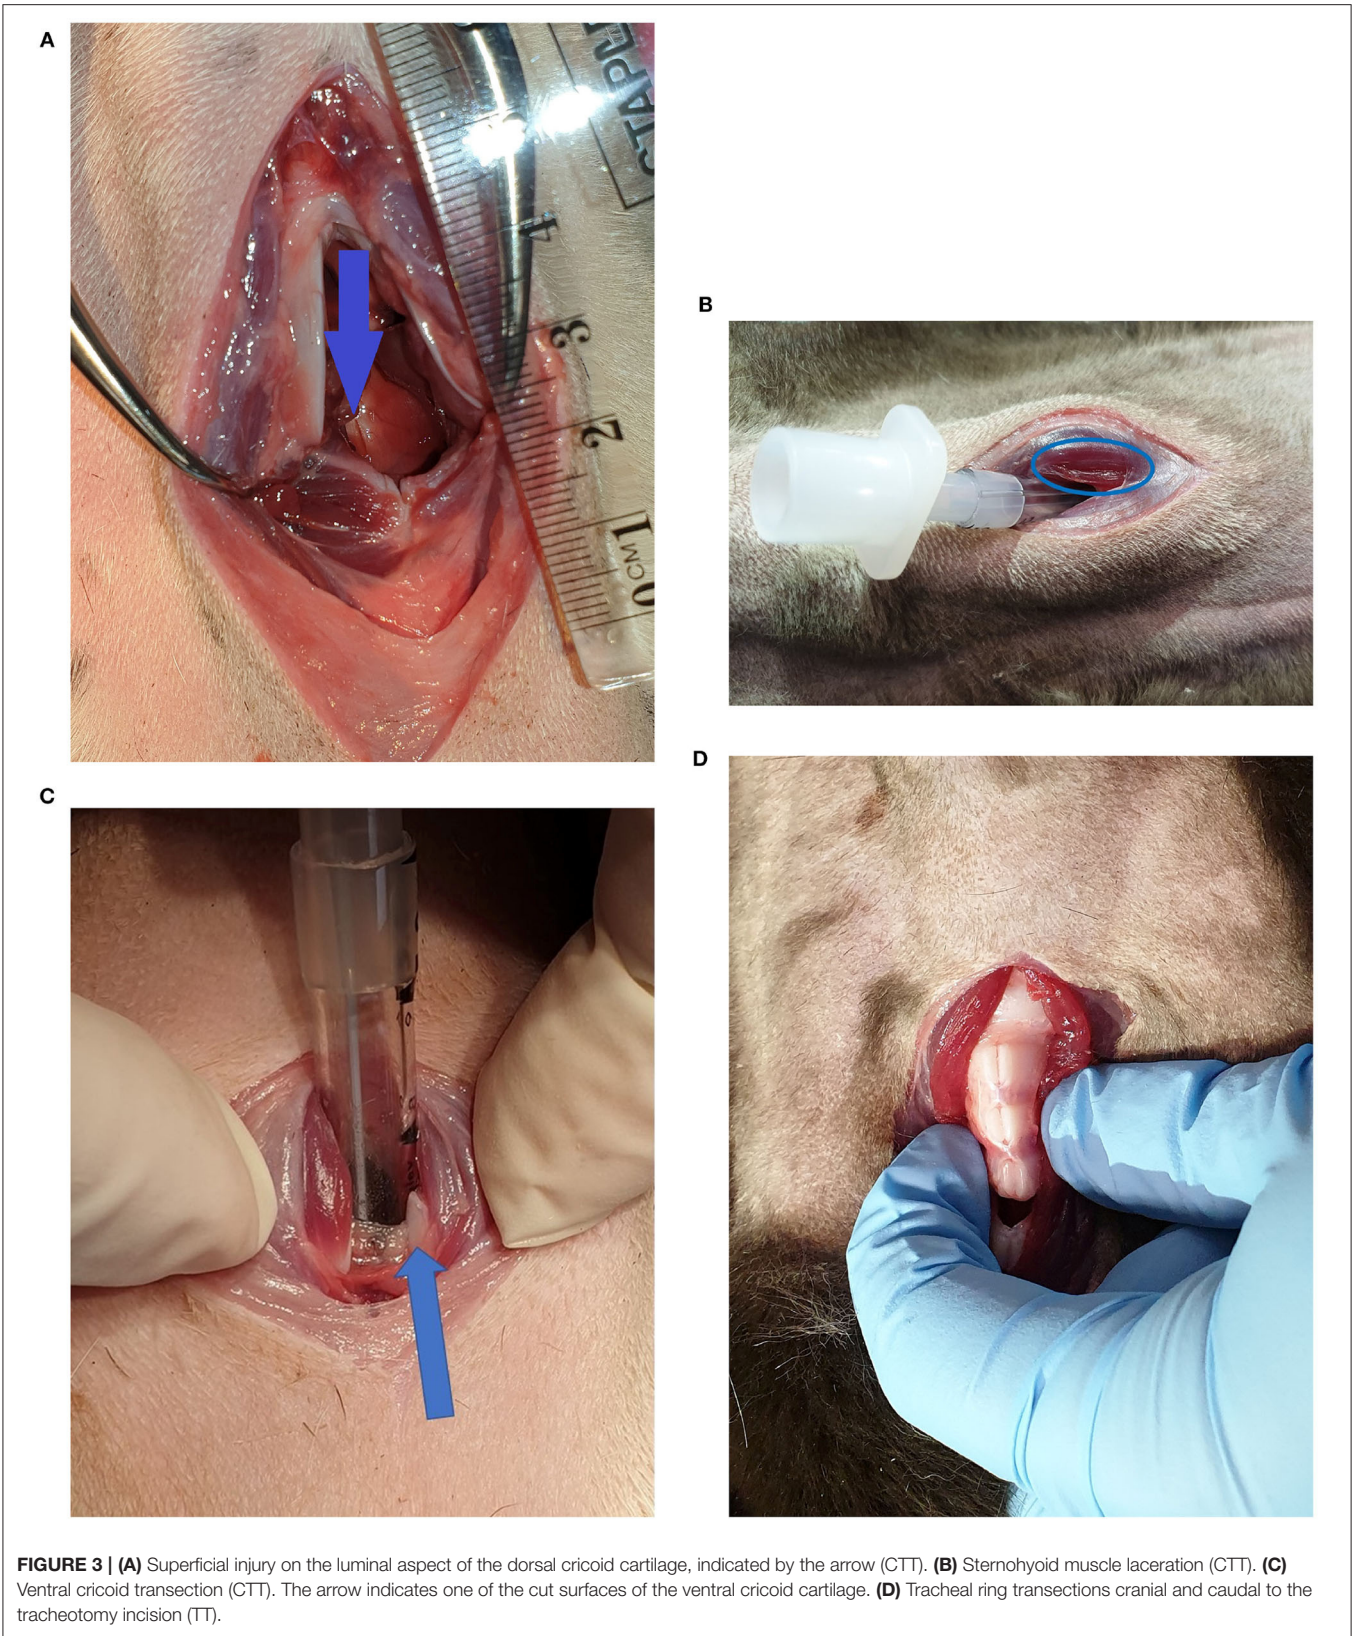 A
STAPLE
4
3
2
1
CM
0
B
C
D
FIGURE 3 | (A) Superficial injury on the luminal aspect of the dorsal cricoid cartilage, indicated by the arrow (CTT). (B) Sternohyoid muscle laceration (CTT). (C)
Ventral cricoid transection (CTT). The arrow indicates one of the cut surfaces of the ventral cricoid cartilage. (D) Tracheal ring transections cranial and caudal to the
tracheotomy incision (TT).